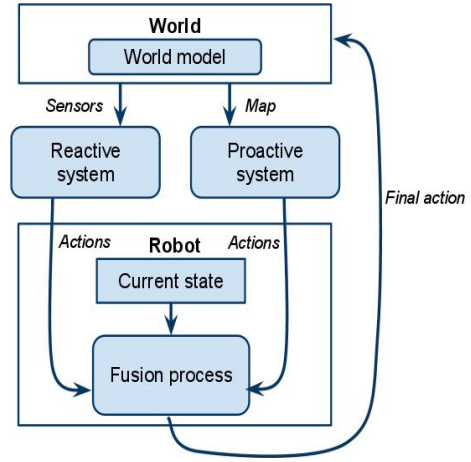 World
World model
Sensors
Map
Reactive
system
Proactive
system
Final action
Actions
Robot
Actions
Current state
Fusion process